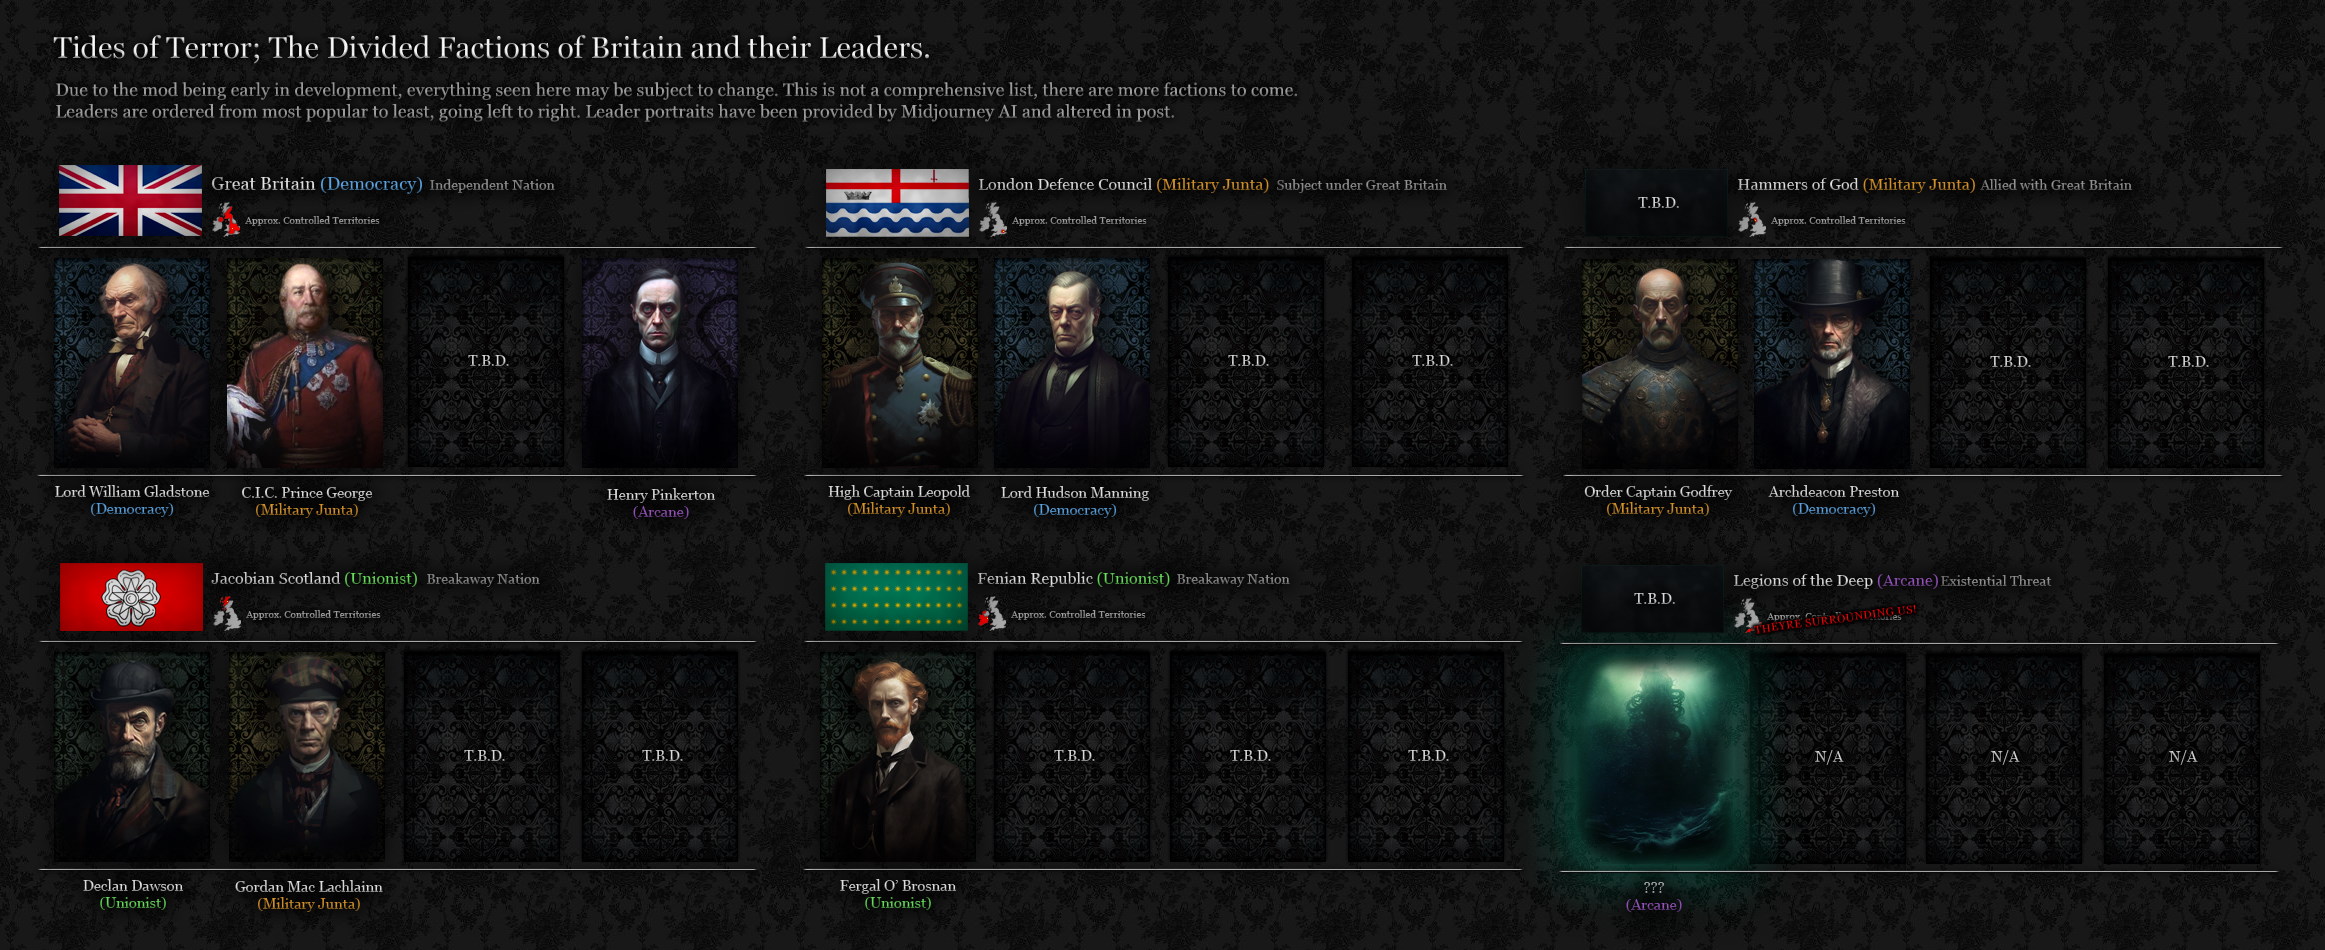 Tides of Terror; The Divided Factions of Britain and their Leaders.
Due to the mod being early in development, everything seen here may be subject to change. This is not a comprehensive list, there are more factions to come.
Leaders are ordered from most popular to least, going left to right. Leader portraits have been provided by Midjourney AI and altered in post.
Great Britain (Democracy) Independent Nation
Approx. Controlled Territories
T.B.D.
Lord William Gladstone
(Democracy)
C.I.C. Prince George
(Military Junta)
Henry Pinkerton
(Arcane)
London Defence Council (Military Junta) Subject under Great Britain
Approx. Controlled Territories
T.B.D.
T.B.D.
High Captain Leopold
(Military Junta)
Lord Hudson Manning
(Democracy)
T.B.D.
Hammers of God (Military Junta) Allied with Great Britain
Approx. Controlled Territories
T.B.D.
T.B.D.
Order Captain Godfrey
(Military Junta)
Archdeacon Preston
(Democracy)
Jacobian Scotland (Unionist) Breakaway Nation
Approx. Controlled Territories
T.B.D.
T.B.D.
Declan Dawson
(Unionist)
Gordan Mac Lachlainn
(Military Junta)
Fenian Republic (Unionist) Breakaway Nation
Approx. Controlled Territories
T.B.D.
T.B.D.
T.B.D.
Fergal O' Brosnan
(Unionist)
T.B.D.
Legions of the Deep (Arcane) Existential Threat
Approx. Controlled Territories
THEYRE SURROUNDING US!
N/A
N/A
N/A
???
(Arcane)